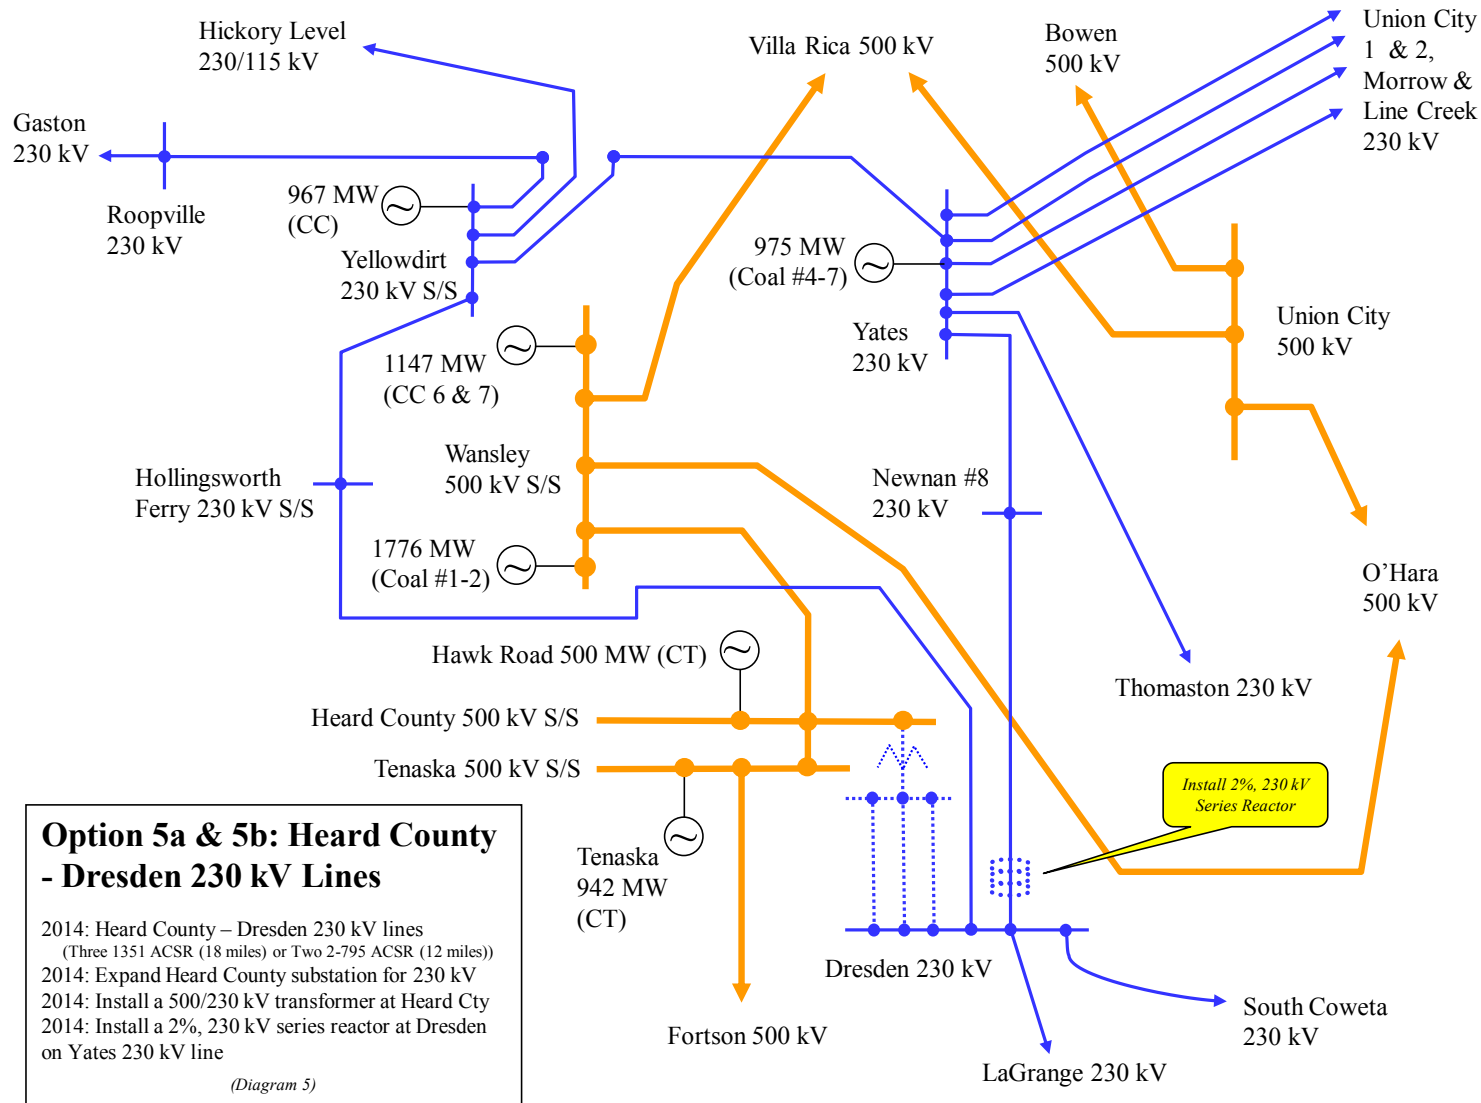 Hickory Level
230/115 kV
Villa Rica 500 kV
Bowen
500 kV
Union City
1 & 2,
Morrow &
Line Creek
230 kV
Gaston
230 kV
Roopville
230 kV
967 MW
(CC)
Yellowdirt
230 kV S/S
975 MW
(Coal #4-7)
Yates
230 kV
Union City
500 kV
1147 MW
(CC 6 & 7)
Wansley
500 kV S/S
1776 MW
(Coal #1-2)
Hollingsworth
Ferry 230 kV S/S
Newnan #8
230 kV
O'Hara
500 kV
Hawk Road 500 MW (CT)
Thomaston 230 kV
Heard County 500 kV S/S
Tenaska 500 kV S/S
Install 2%, 230 kV
Series Reactor
Tenaska
942 MW
(CT)
Dresden 230 kV
Fortson 500 kV
South Coweta
230 kV
LaGrange 230 kV
Option 5a & 5b: Heard County
- Dresden 230 kV Lines
2014: Heard County – Dresden 230 kV lines
(Three 1351 ACSR (18 miles) or Two 2-795 ACSR (12 miles))
2014: Expand Heard County substation for 230 kV
2014: Install a 500/230 kV transformer at Heard Cty
2014: Install a 2%, 230 kV series reactor at Dresden
on Yates 230 kV line
(Diagram 5)